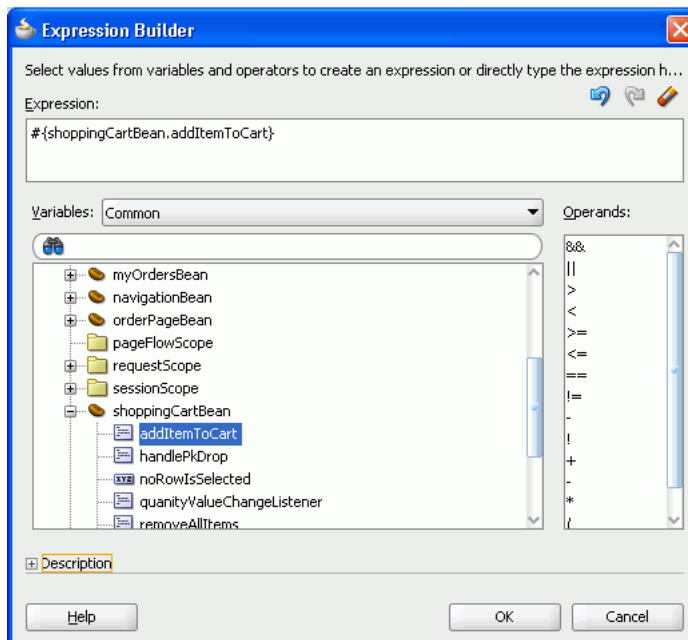 Expression Builder
Select values from variables and operators to create an expression or directly type the expression h...
Expression:
#{shoppingCartBean.addItemToCart}
Variables: Common
Operands:
myOrdersBean
navigationBean
orderPageBean
pageFlowScope
requestScope
sessionScope
shoppingCartBean
addItemToCart
handlePkDrop
xyz noRowIsSelected
quanityValueChangeListener
removeAllItems
&&
||
>
<
>=
<=
==
!=
-
!
+
-
*
/
Description
Help
OK
Cancel